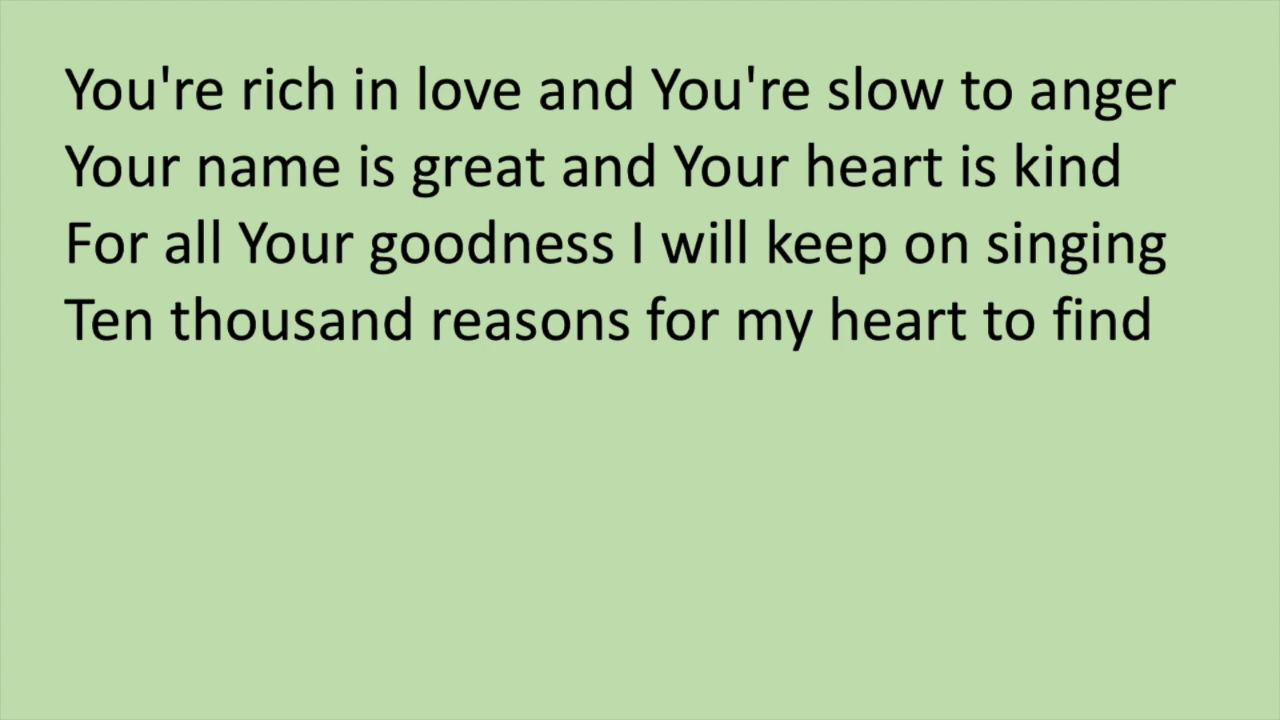 You're rich in love and You're slow to anger
Your name is great and Your heart is kind
For all Your goodness I will keep on singing
Ten thousand reasons for my heart to find